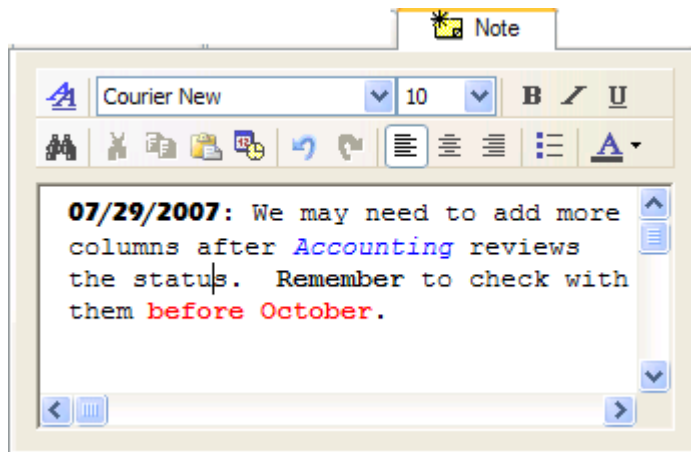 Note
Courier New 10 B I U
A
07/29/2007: We may need to add more
columns after Accounting reviews
the status.  Remember to check with
them before October.